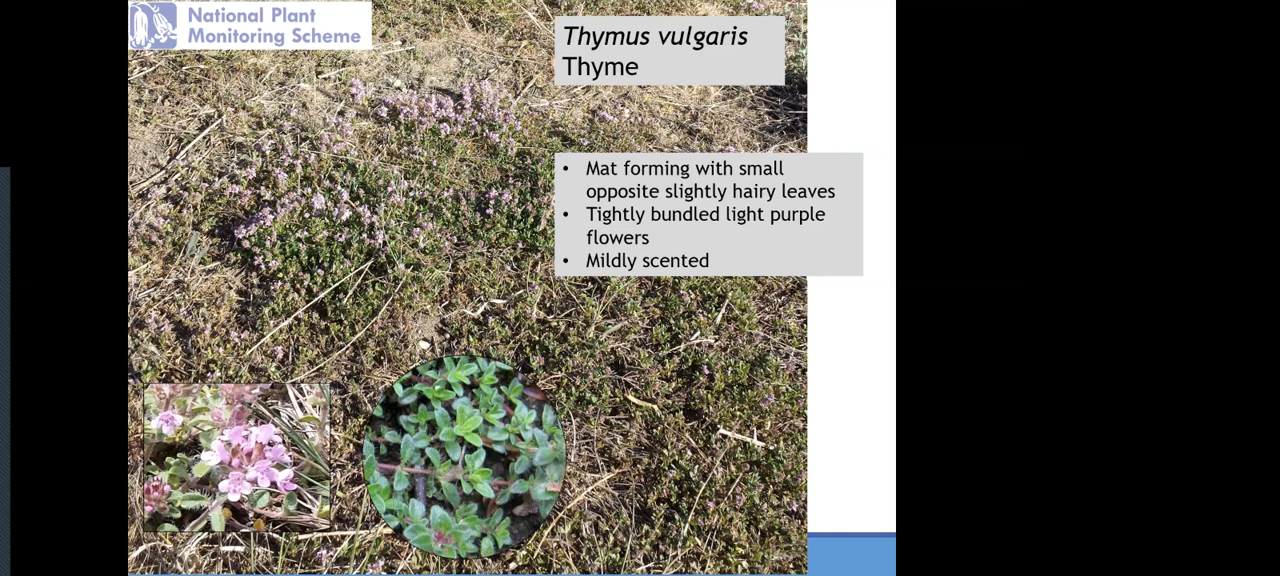 National Plant
Monitoring Scheme
Thymus vulgaris
Thyme
• Mat forming with small
opposite slightly hairy leaves
• Tightly bundled light purple
flowers
• Mildly scented